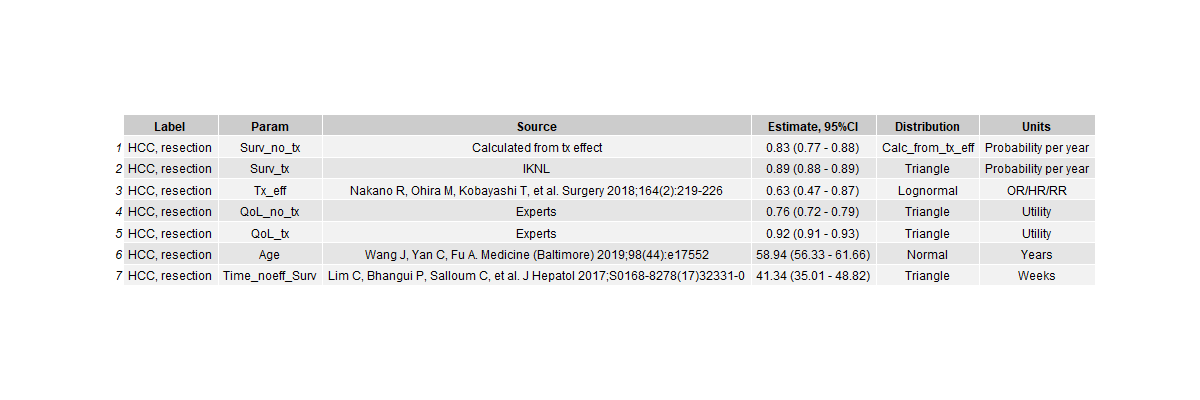 Label Param Source Estimate, 95%CI Distribution Units
1 HCC, resection Surv_no_tx Calculated from tx effect 0.83 (0.77 - 0.88) Calc_from_tx_eff Probability per year
2 HCC, resection Surv_tx IKNL 0.89 (0.88 - 0.89) Triangle Probability per year
3 HCC, resection Tx_eff Nakano R, Ohira M, Kobayashi T, et al. Surgery 2018;164(2):219-226 0.63 (0.47 - 0.87) Lognormal OR/HR/RR
4 HCC, resection QoL_no_tx Experts 0.76 (0.72 - 0.79) Triangle Utility
5 HCC, resection QoL_tx Experts 0.92 (0.91 - 0.93) Triangle Utility
6 HCC, resection Age Wang J, Yan C, Fu A. Medicine (Baltimore) 2019;98(44):e17552 58.94 (56.33 - 61.66) Normal Years
7 HCC, resection Time_noeff_Surv Lim C, Bhangui P, Salloum C, et al. J Hepatol 2017;S0168-8278(17)32331-0 41.34 (35.01 - 48.82) Triangle Weeks